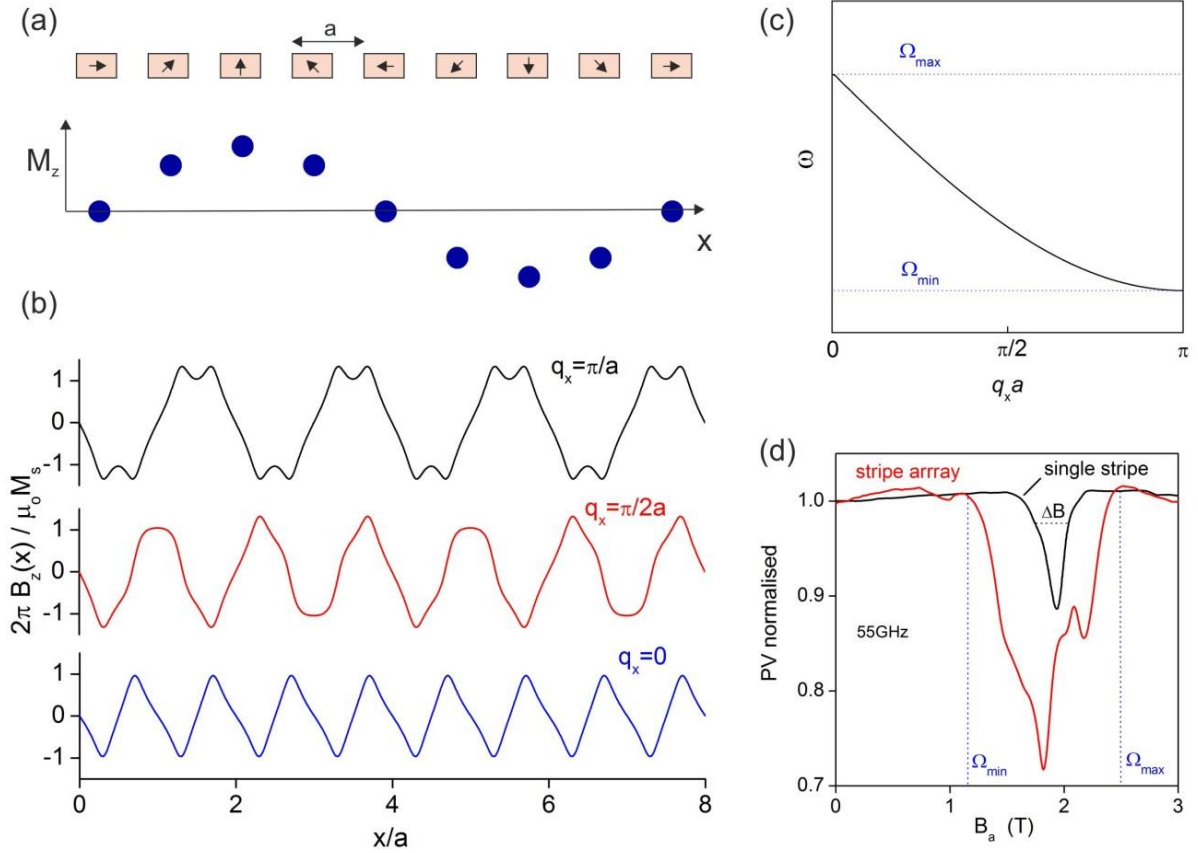 (a)
a
M_z
x
(b)
2π B_z(x) / μ_o M_s
1
0
-1
q_x=π/a
1
0
-1
q_x=π/2a
1
0
-1
q_x=0
0
2
4
6
8
x/a
(c)
ω
Ω_max
Ω_min
0
π/2
π
q_x a
(d)
stripe arrray
single stripe
ΔB
55GHz
PV normalised
1.0
0.9
0.8
0.7
Ω_min
Ω_max
0
1
2
3
B_a (T)